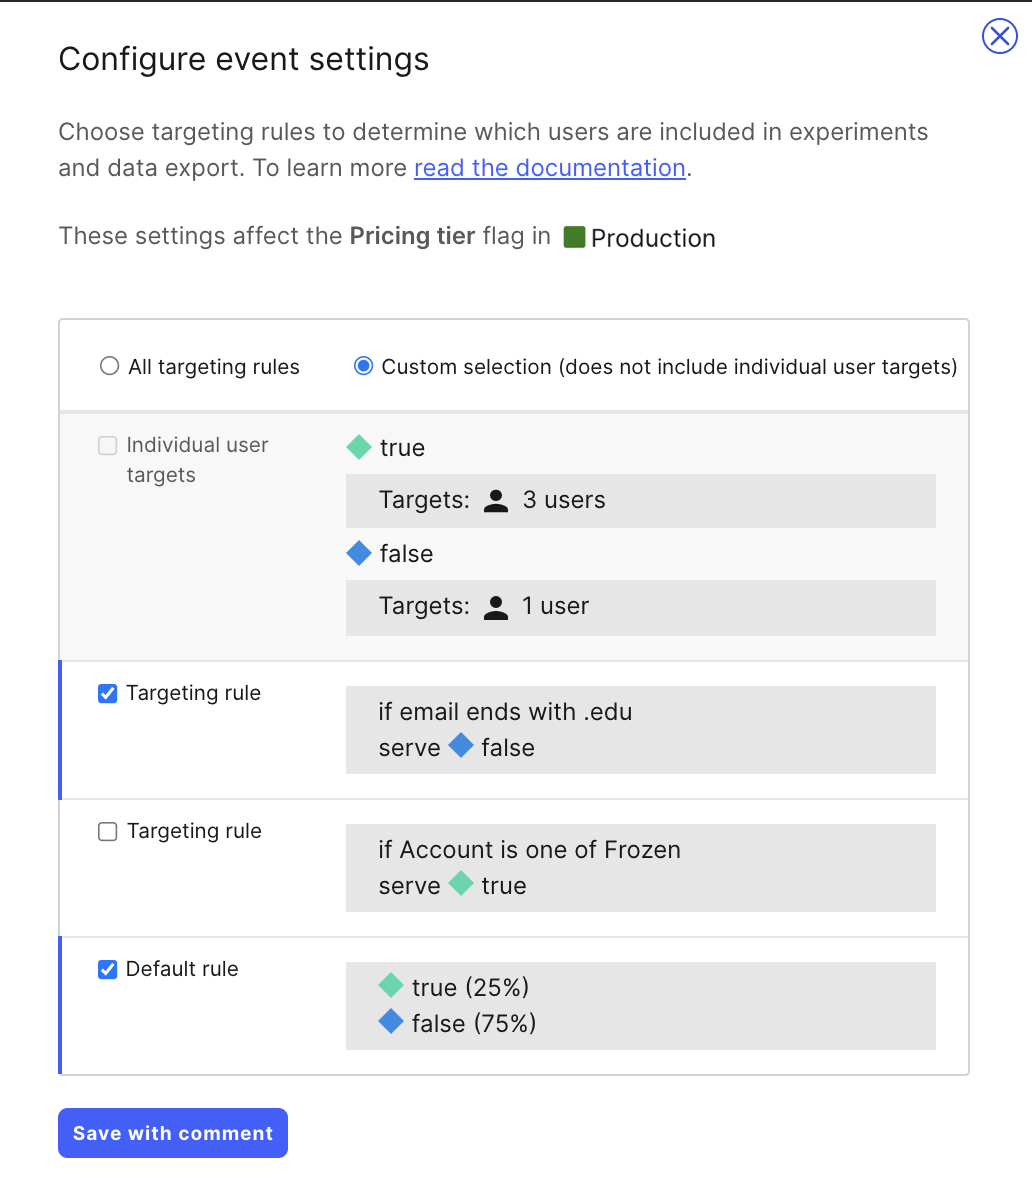 Configure event settings
Choose targeting rules to determine which users are included in experiments
and data export. To learn more read the documentation.
These settings affect the Pricing tier flag in Production
All targeting rules Custom selection (does not include individual user targets)
Individual user
targets
true
Targets: 3 users
false
Targets: 1 user
Targeting rule
if email ends with .edu
serve false
Targeting rule
if Account is one of Frozen
serve true
Default rule
true (25%)
false (75%)
Save with comment